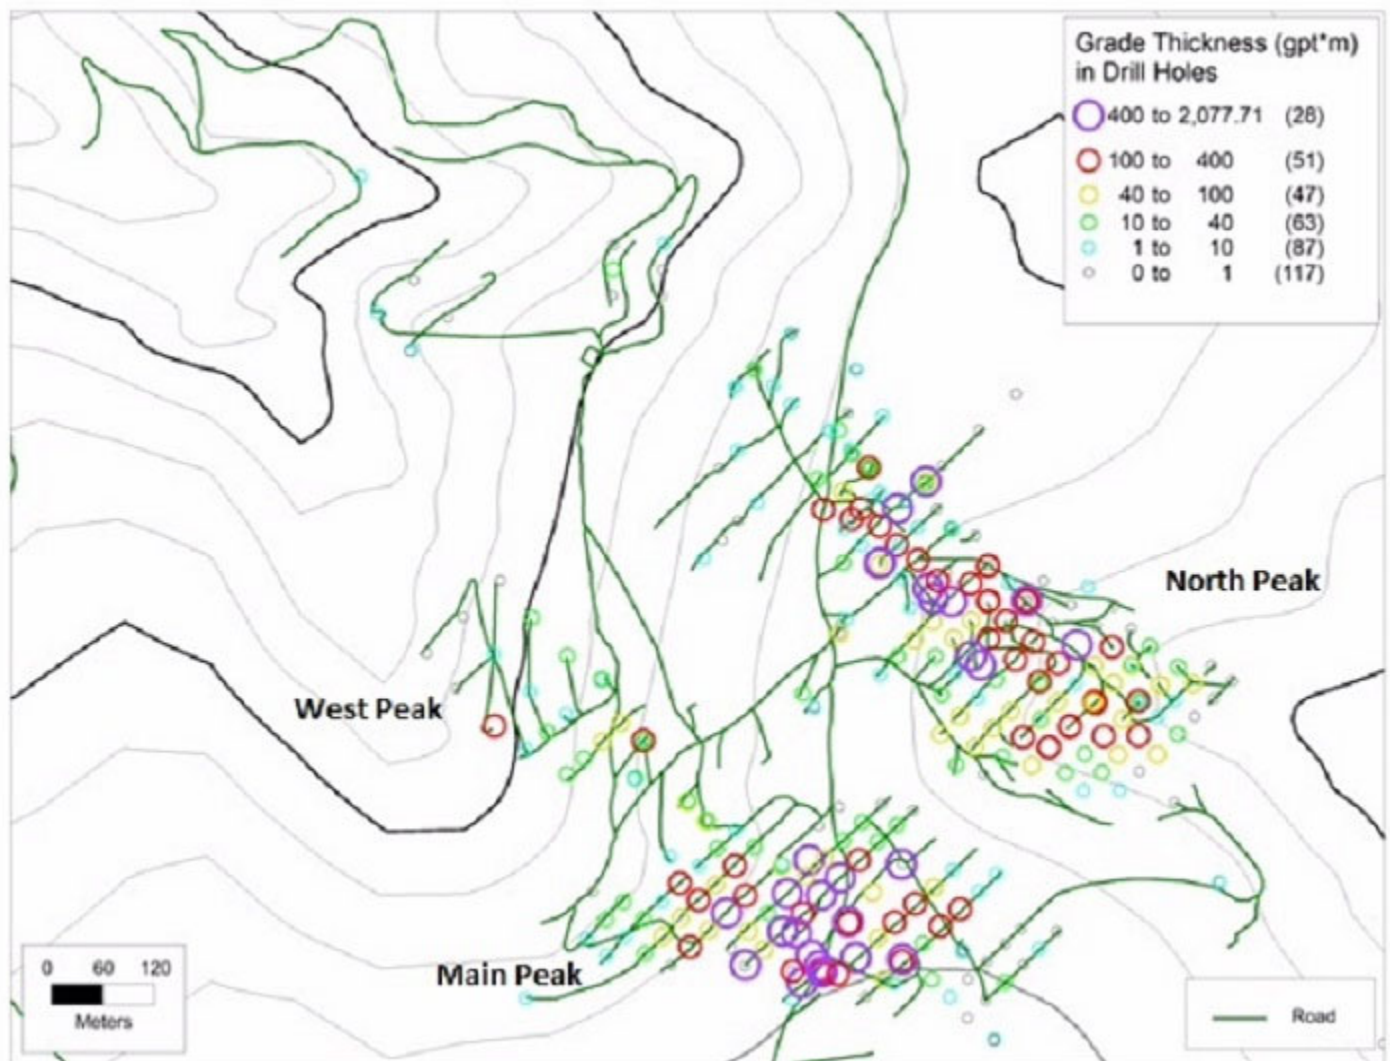 Grade Thickness (gpt*m)
in Drill Holes
400 to 2,077.71 (28)
100 to 400 (51)
40 to 100 (47)
10 to 40 (63)
1 to 10 (87)
0 to 1 (117)
North Peak
West Peak
Main Peak
0 60 120
Meters
Road